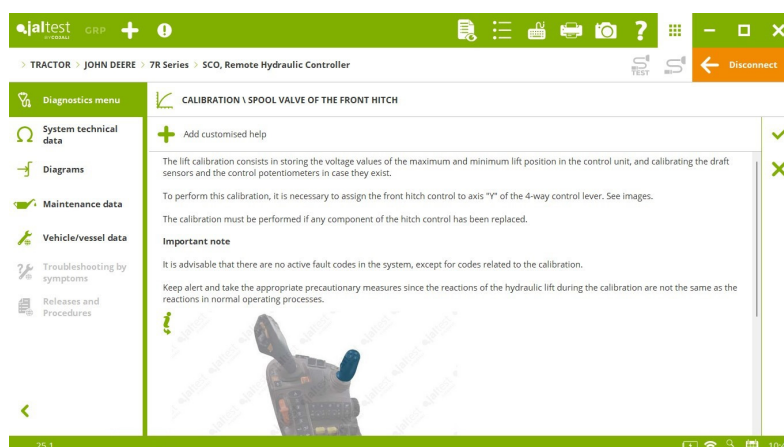 jaltest GRP
BY COJALI
> TRACTOR > JOHN DEERE > 7R Series > SCO, Remote Hydraulic Controller
TEST
Disconnect
Diagnostics menu
CALIBRATION \ SPOOL VALVE OF THE FRONT HITCH
System technical
data
Diagrams
Maintenance data
Vehicle/vessel data
Troubleshooting by
symptoms
Releases and
Procedures
Add customised help
The lift calibration consists in storing the voltage values of the maximum and minimum lift position in the control unit, and calibrating the draft
sensors and the control potentiometers in case they exist.
To perform this calibration, it is necessary to assign the front hitch control to axis "Y" of the 4-way control lever. See images.
The calibration must be performed if any component of the hitch control has been replaced.
Important note
It is advisable that there are no active fault codes in the system, except for codes related to the calibration.
Keep alert and take the appropriate precautionary measures since the reactions of the hydraulic lift during the calibration are not the same as the
reactions in normal operating processes.
25.1